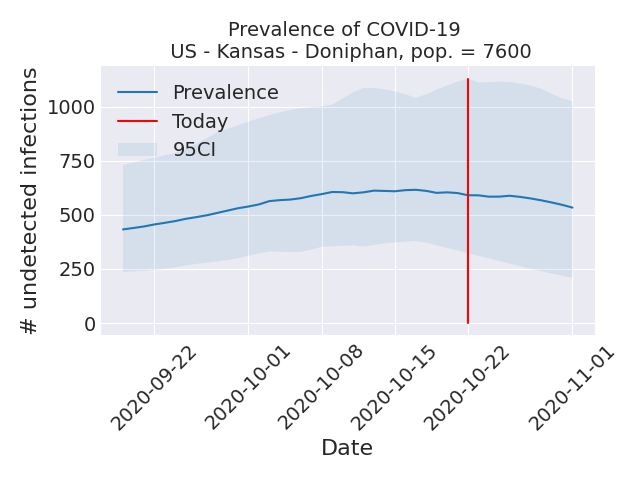 Prevalence of COVID-19
US - Kansas - Doniphan, pop. = 7600
# undetected infections
1000
750
500
250
0
Prevalence
Today
95CI
2020-09-22
2020-10-01
2020-10-08
2020-10-15
2020-10-22
2020-11-01
Date